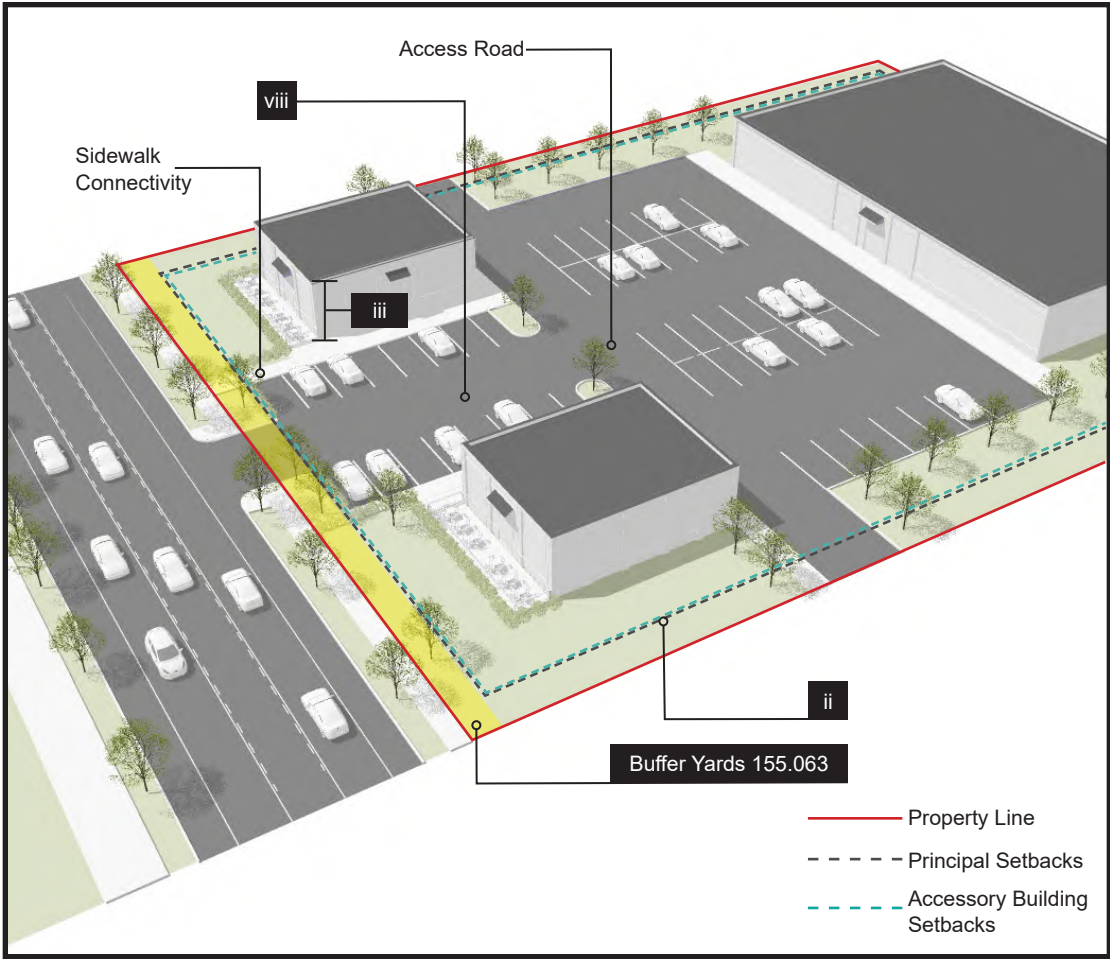 Access Road
viii
Sidewalk
Connectivity
iii
ii
Buffer Yards 155.063
Property Line
Principal Setbacks
Accessory Building
Setbacks